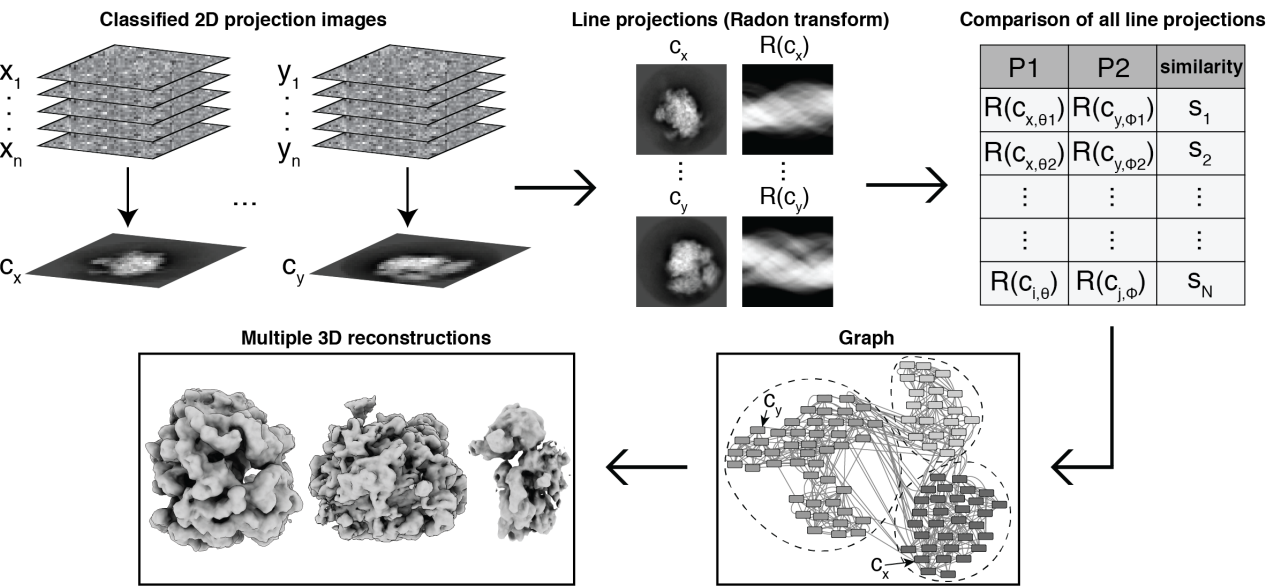 Classified 2D projection images
x1
xn
y1
yn
...
cx
cy
Line projections (Radon transform)
cx R(cx)
cy R(cy)
Comparison of all line projections
P1 P2 similarity
R(cx,θ1) R(cy,Φ1) s1
R(cx,θ2) R(cy,Φ2) s2
R(ci,θ) R(cj,Φ) sN
Multiple 3D reconstructions
Graph
cy
cx